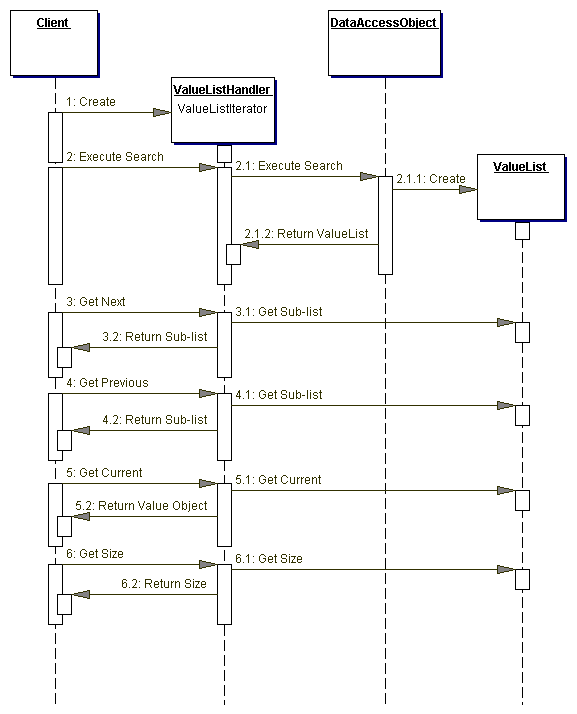 Client
DataAccessObject
ValueListHandler
ValueListIterator
1: Create
2: Execute Search
2.1: Execute Search
2.1.1: Create
ValueList
2.1.2: Return ValueList
3: Get Next
3.1: Get Sub-list
3.2: Return Sub-list
4: Get Previous
4.1: Get Sub-list
4.2: Return Sub-list
5: Get Current
5.1: Get Current
5.2: Return Value Object
6: Get Size
6.1: Get Size
6.2: Return Size